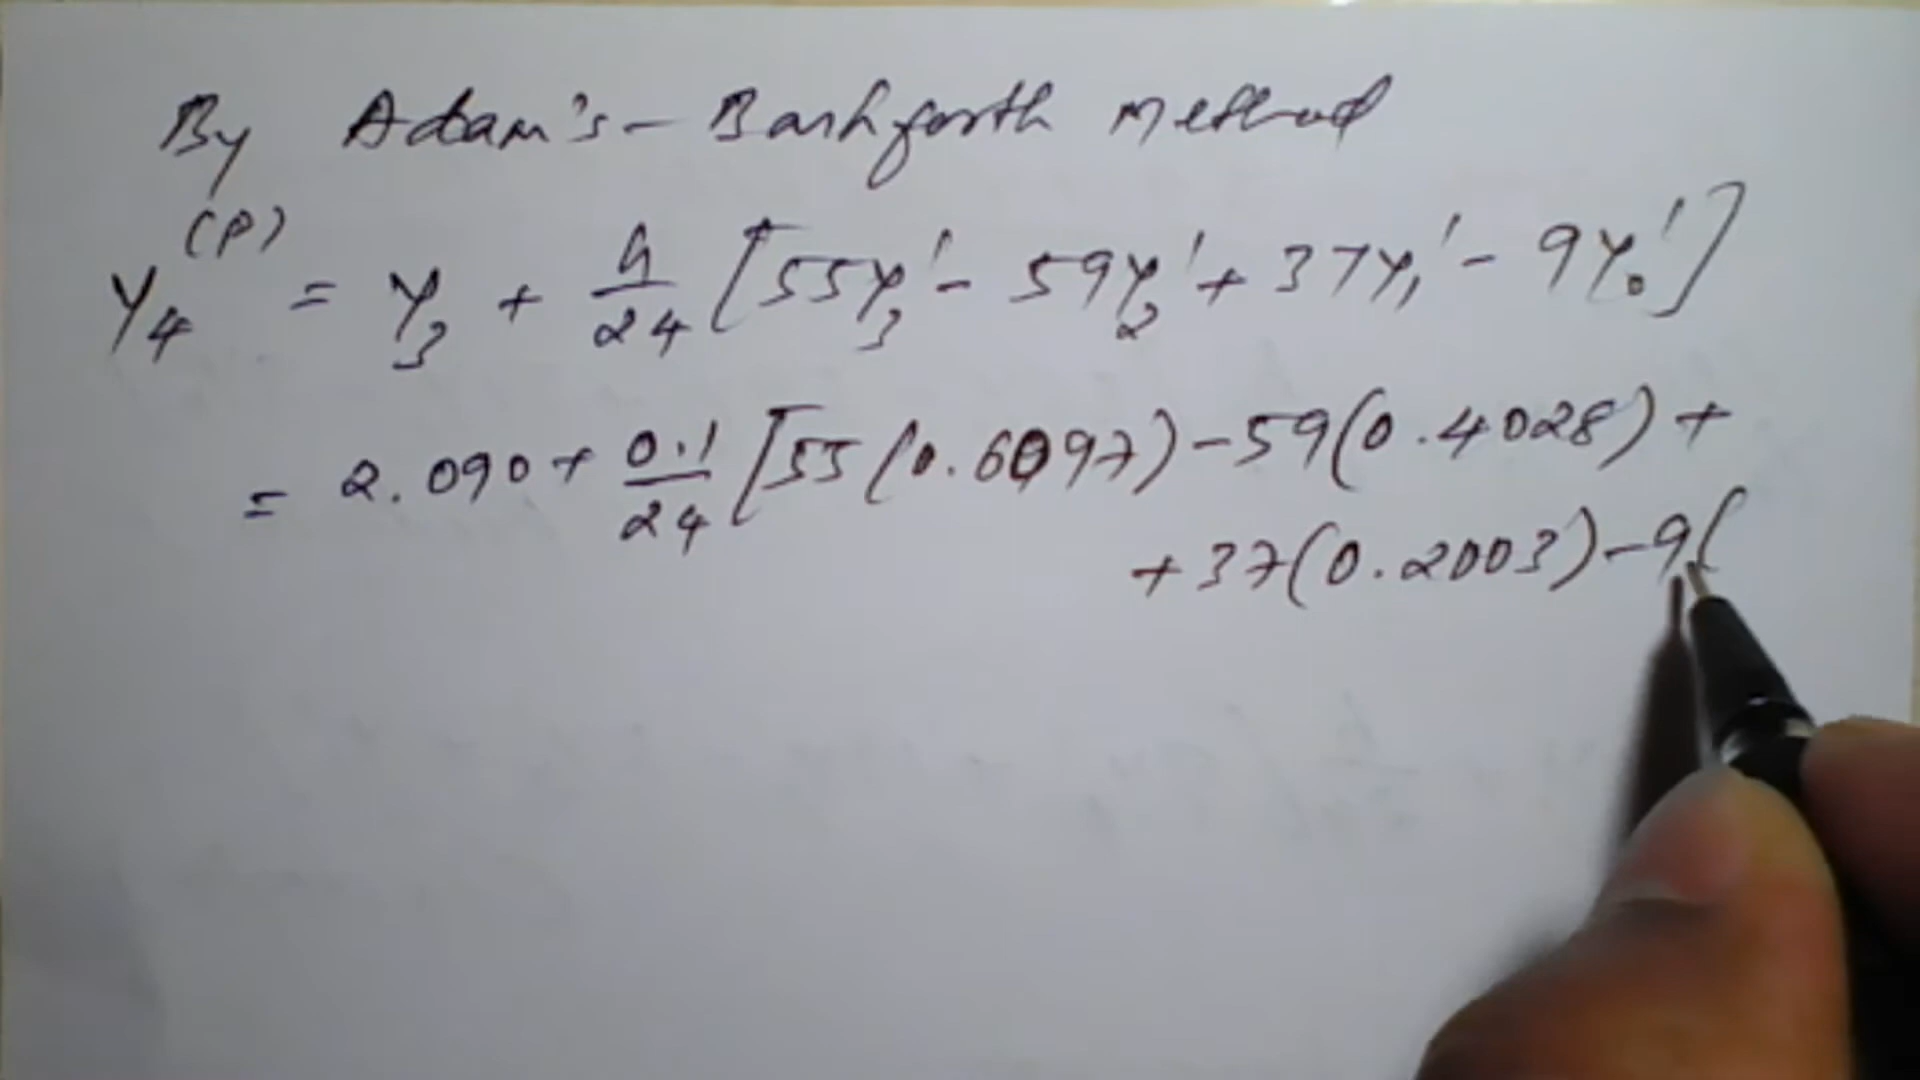 By Adam's - Bashforth Method
y₄⁽ᵖ⁾ = y₃ + h/24 [55y₃' - 59y₂' + 37y₁' - 9y₀']
= 2.090 + 0.1/24 [55(0.6097) - 59(0.4028) +
+ 37(0.2003) - 9(